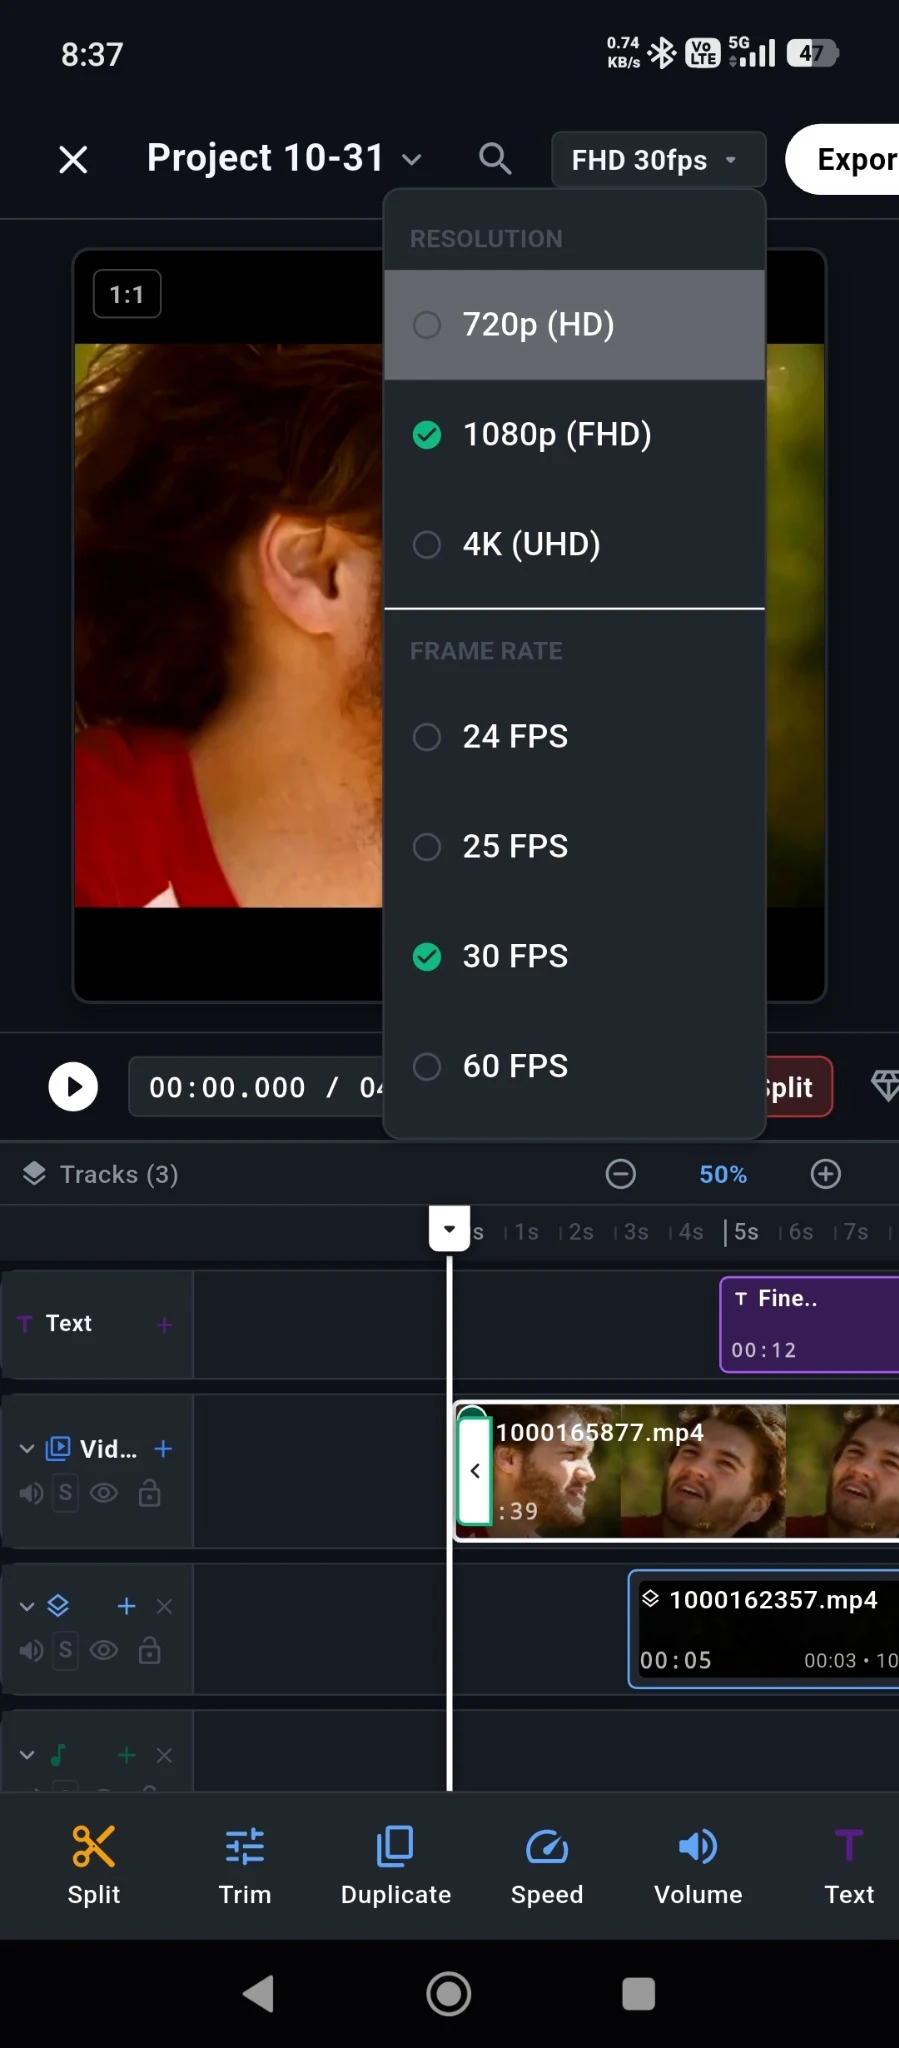 8:37
0.74 KB/s
Vo LTE
5G
47
Project 10-31
FHD 30fps
Expor
RESOLUTION
1:1
720p (HD)
1080p (FHD)
4K (UHD)
FRAME RATE
24 FPS
25 FPS
30 FPS
60 FPS
00:00.000 / 04
Split
Tracks (3)
50%
s 1s 2s 3s 4s 5s 6s 7s
T Text +
T Fine..
00:12
Vid... +
1000165877.mp4
S
:39
+
1000162357.mp4
S
00:05
00:03 • 10
+
Split
Trim
Duplicate
Speed
Volume
Text